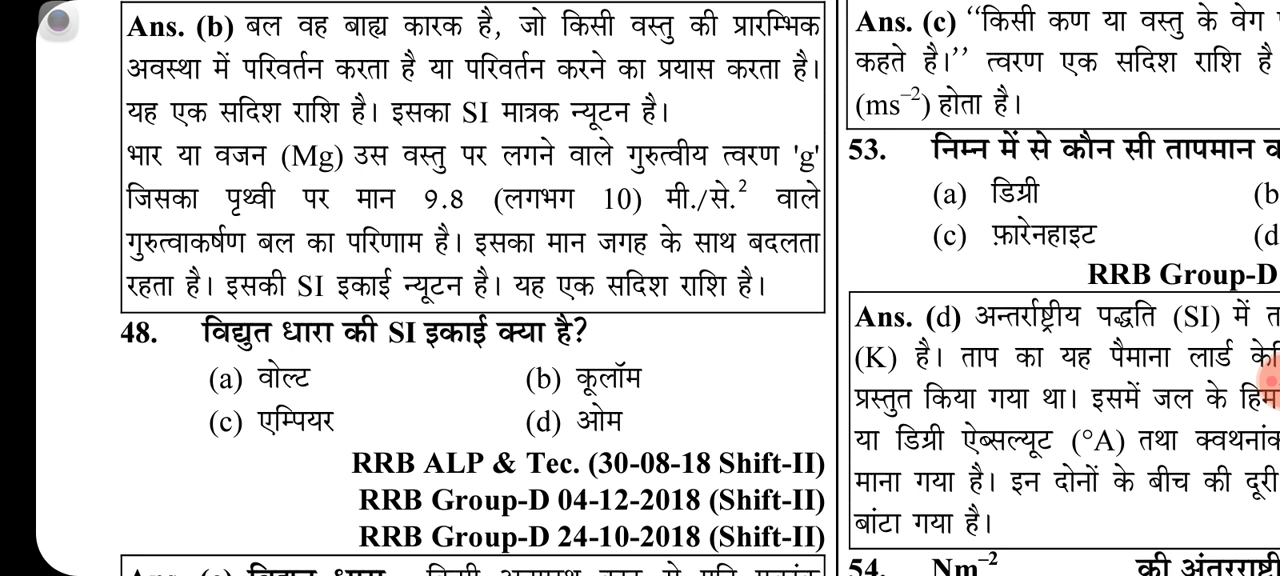 Ans. (b) बल वह बाह्य कारक है, जो किसी वस्तु की प्रारम्भिक
अवस्था में परिवर्तन करता है या परिवर्तन करने का प्रयास करता है।
यह एक सदिश राशि है। इसका SI मात्रक न्यूटन है।
भार या वजन (Mg) उस वस्तु पर लगने वाले गुरुत्वीय त्वरण 'g'
जिसका पृथ्वी पर मान 9.8 (लगभग 10) मी./से.² वाले
गुरुत्वाकर्षण बल का परिणाम है। इसका मान जगह के साथ बदलता
रहता है। इसकी SI इकाई न्यूटन है। यह एक सदिश राशि है।
48. विद्युत धारा की SI इकाई क्या है?
(a) वोल्ट (b) कूलॉम
(c) एम्पियर (d) ओम
RRB ALP & Tec. (30-08-18 Shift-II)
RRB Group-D 04-12-2018 (Shift-II)
RRB Group-D 24-10-2018 (Shift-II)
Ans. (c) “किसी कण या वस्तु के वेग
कहते है।” त्वरण एक सदिश राशि है
(ms⁻²) होता है।
53. निम्न में से कौन सी तापमान
(a) डिग्री (b
(c) फ़ारेनहाइट (d
RRB Group-D
Ans. (d) अन्तर्राष्ट्रीय पद्धति (SI) में
(K) है। ताप का यह पैमाना लार्ड
प्रस्तुत किया गया था। इसमें जल के
या डिग्री ऐब्सल्यूट (°A) तथा क्वथनांक
माना गया है। इन दोनों के बीच की दूरी
बांटा गया है।
54. Nm⁻² की